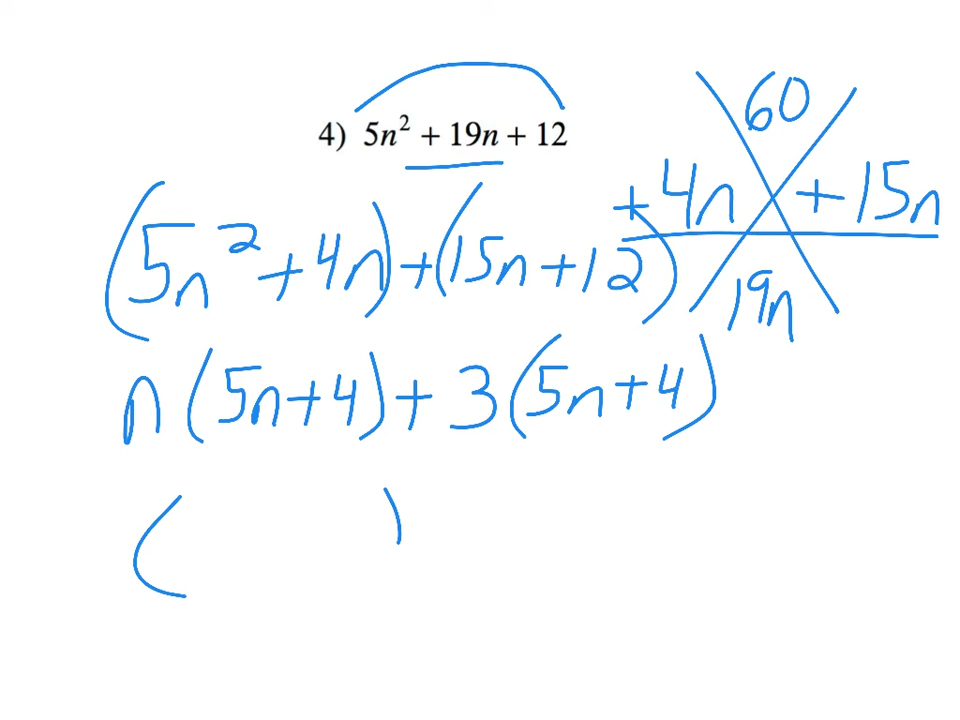 60
4) 5n² + 19n + 12
+4n +15n
(5n²+4n)+(15n+12)
19n
n(5n+4)+3(5n+4)
( )